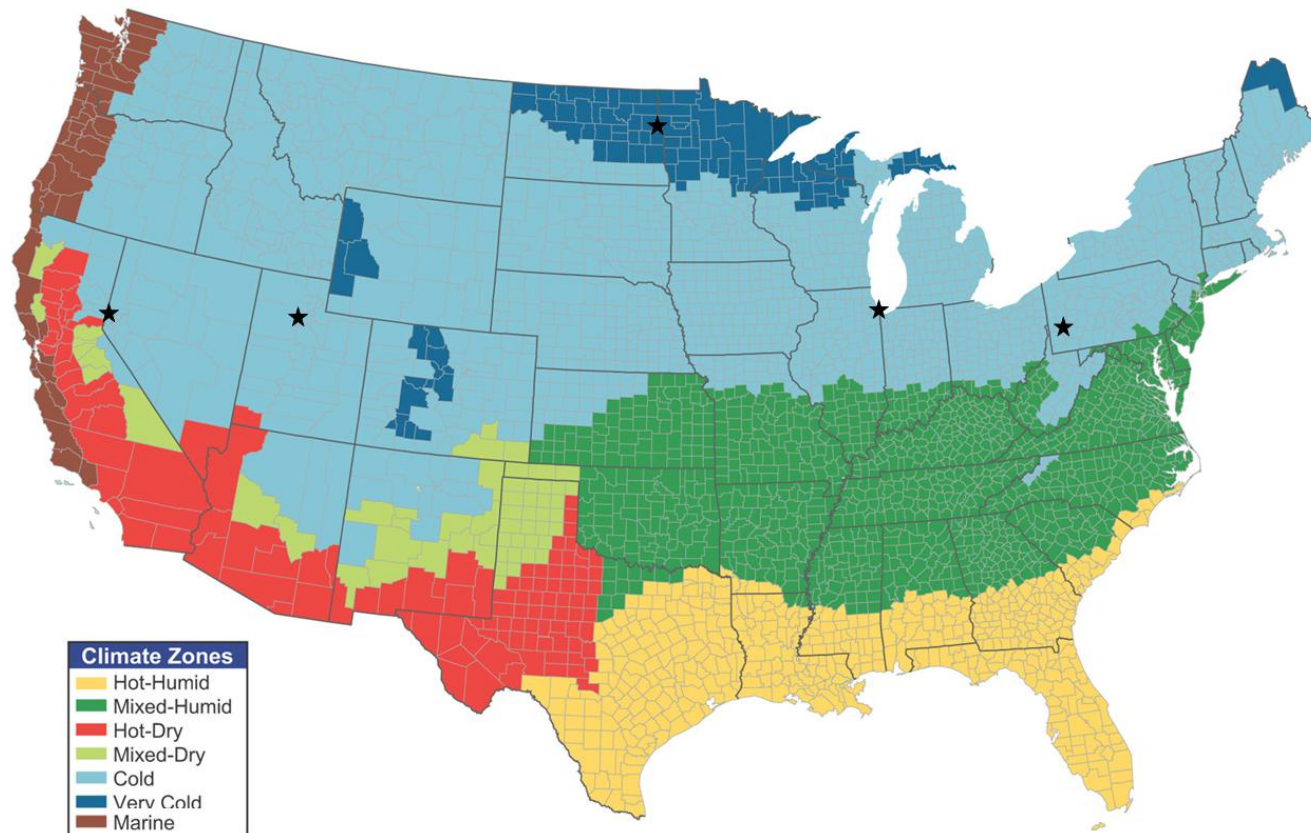 Climate Zones
Hot-Humid
Mixed-Humid
Hot-Dry
Mixed-Dry
Cold
Very Cold
Marine